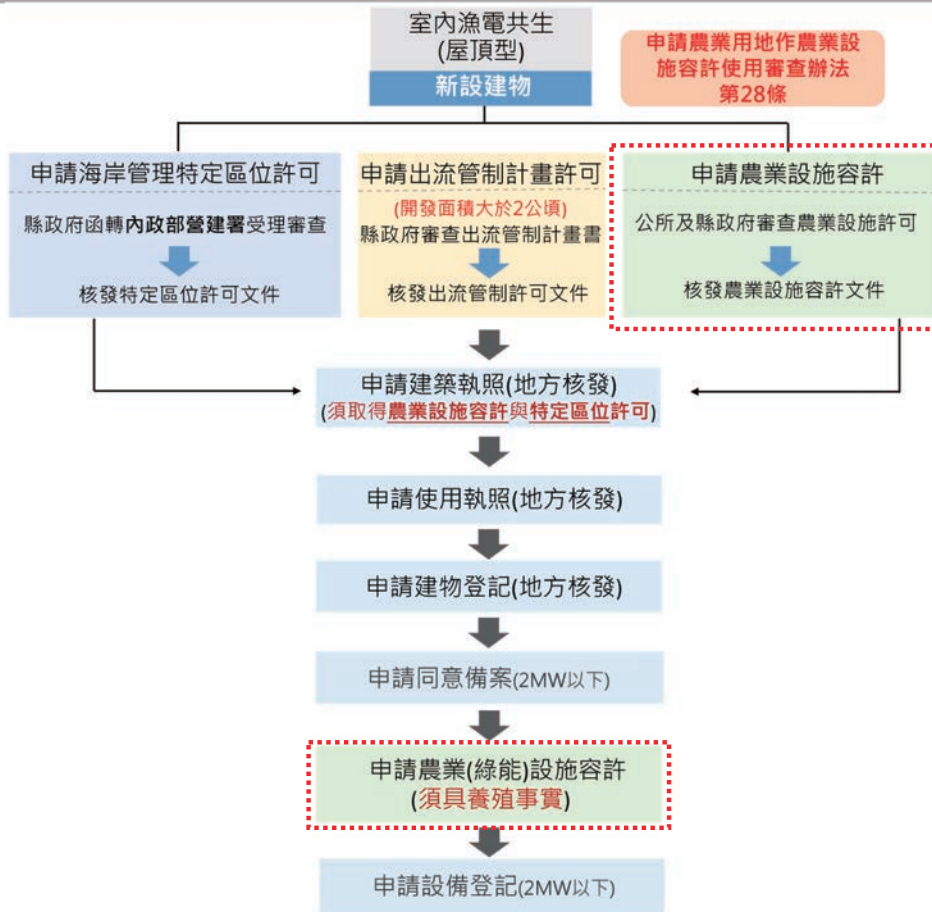 室內漁電共生
(屋頂型)
新設建物
申請農業用地作農業設
施容許使用審查辦法
第28條
申請海岸管理特定區位許可
縣政府函轉內政部營建署受理審查
核發特定區位許可文件
申請出流管制計畫許可
(開發面積大於2公頃)
縣政府審查出流管制計畫書
核發出流管制許可文件
申請農業設施容許
公所及縣政府審查農業設施許可
核發農業設施容許文件
申請建築執照(地方核發)
(須取得農業設施容許與特定區位許可)
申請使用執照(地方核發)
申請建物登記(地方核發)
申請同意備案(2MW以下)
申請農業(綠能)設施容許
(須具養殖事實)
申請設備登記(2MW以下)